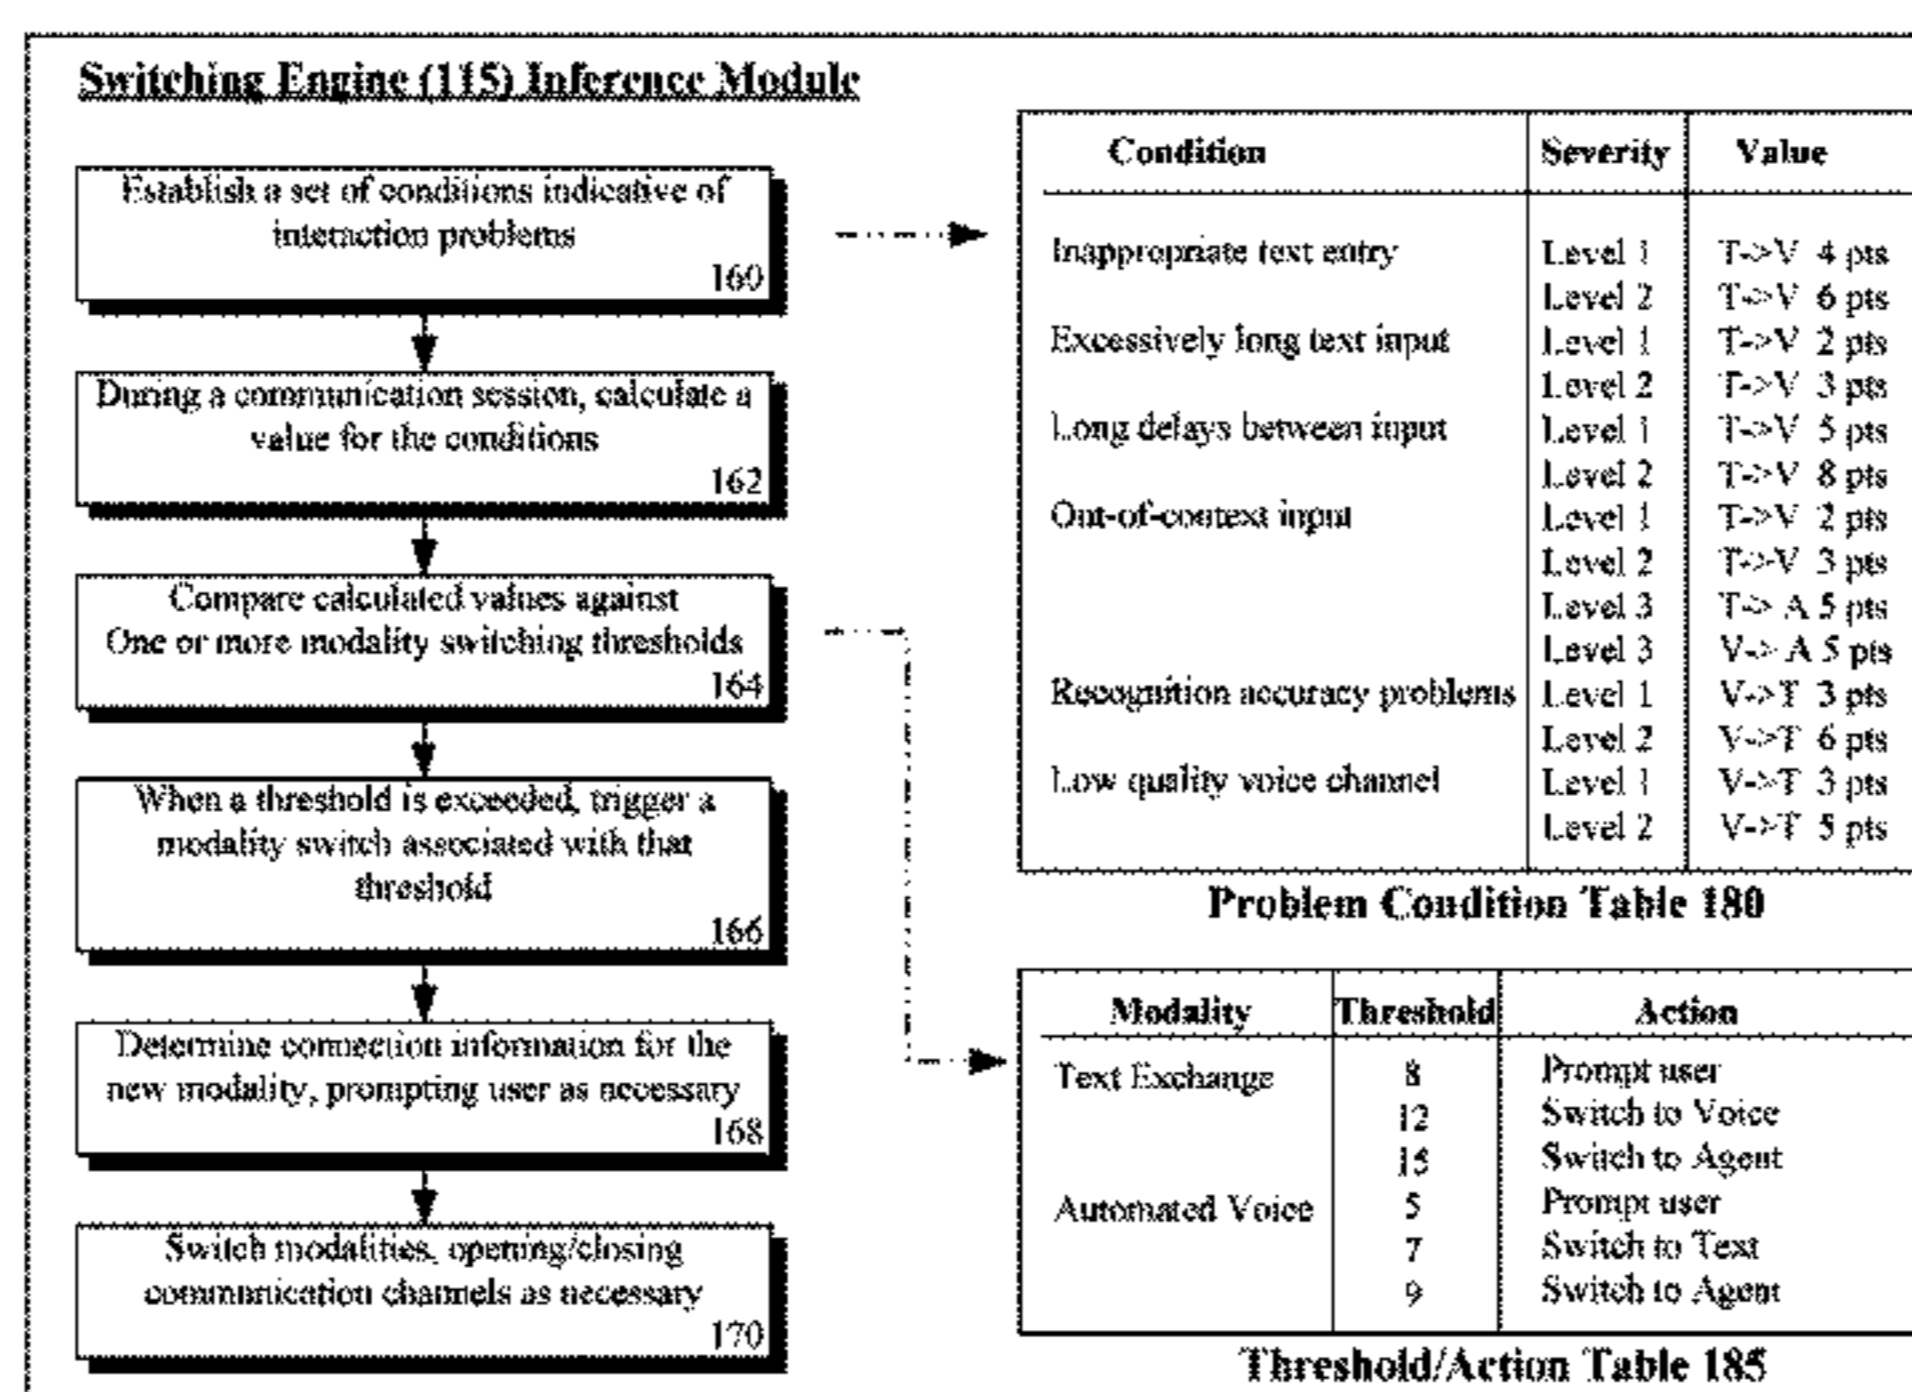 Switching Engine (115) Inference Module
Establish a set of conditions indicative of
interaction problems
160
During a communication session, calculate a
value for the conditions
162
Compare calculated values against
One or more modality switching thresholds
164
When a threshold is exceeded, trigger a
modality switch associated with that
threshold
166
Determine connection information for the
new modality, prompting user as necessary
168
Switch modalities, opening/closing
communication channels as necessary
170
Condition Severity Value
Inappropriate text entry Level 1 T->V 4 pts
Level 2 T->V 6 pts
Excessively long text input Level 1 T->V 2 pts
Level 2 T->V 3 pts
Long delays between input Level 1 T->V 5 pts
Level 2 T->V 8 pts
Out-of-context input Level 1 T->V 2 pts
Level 2 T->V 3 pts
Level 3 T-> A 5 pts
Level 3 V-> A 5 pts
Recognition accuracy problems Level 1 V->T 3 pts
Level 2 V->T 6 pts
Low quality voice channel Level 1 V->T 3 pts
Level 2 V->T 5 pts
Problem Condition Table 180
Modality Threshold Action
Text Exchange 8 Prompt user
12 Switch to Voice
15 Switch to Agent
Automated Voice 5 Prompt user
7 Switch to Text
9 Switch to Agent
Threshold/Action Table 185